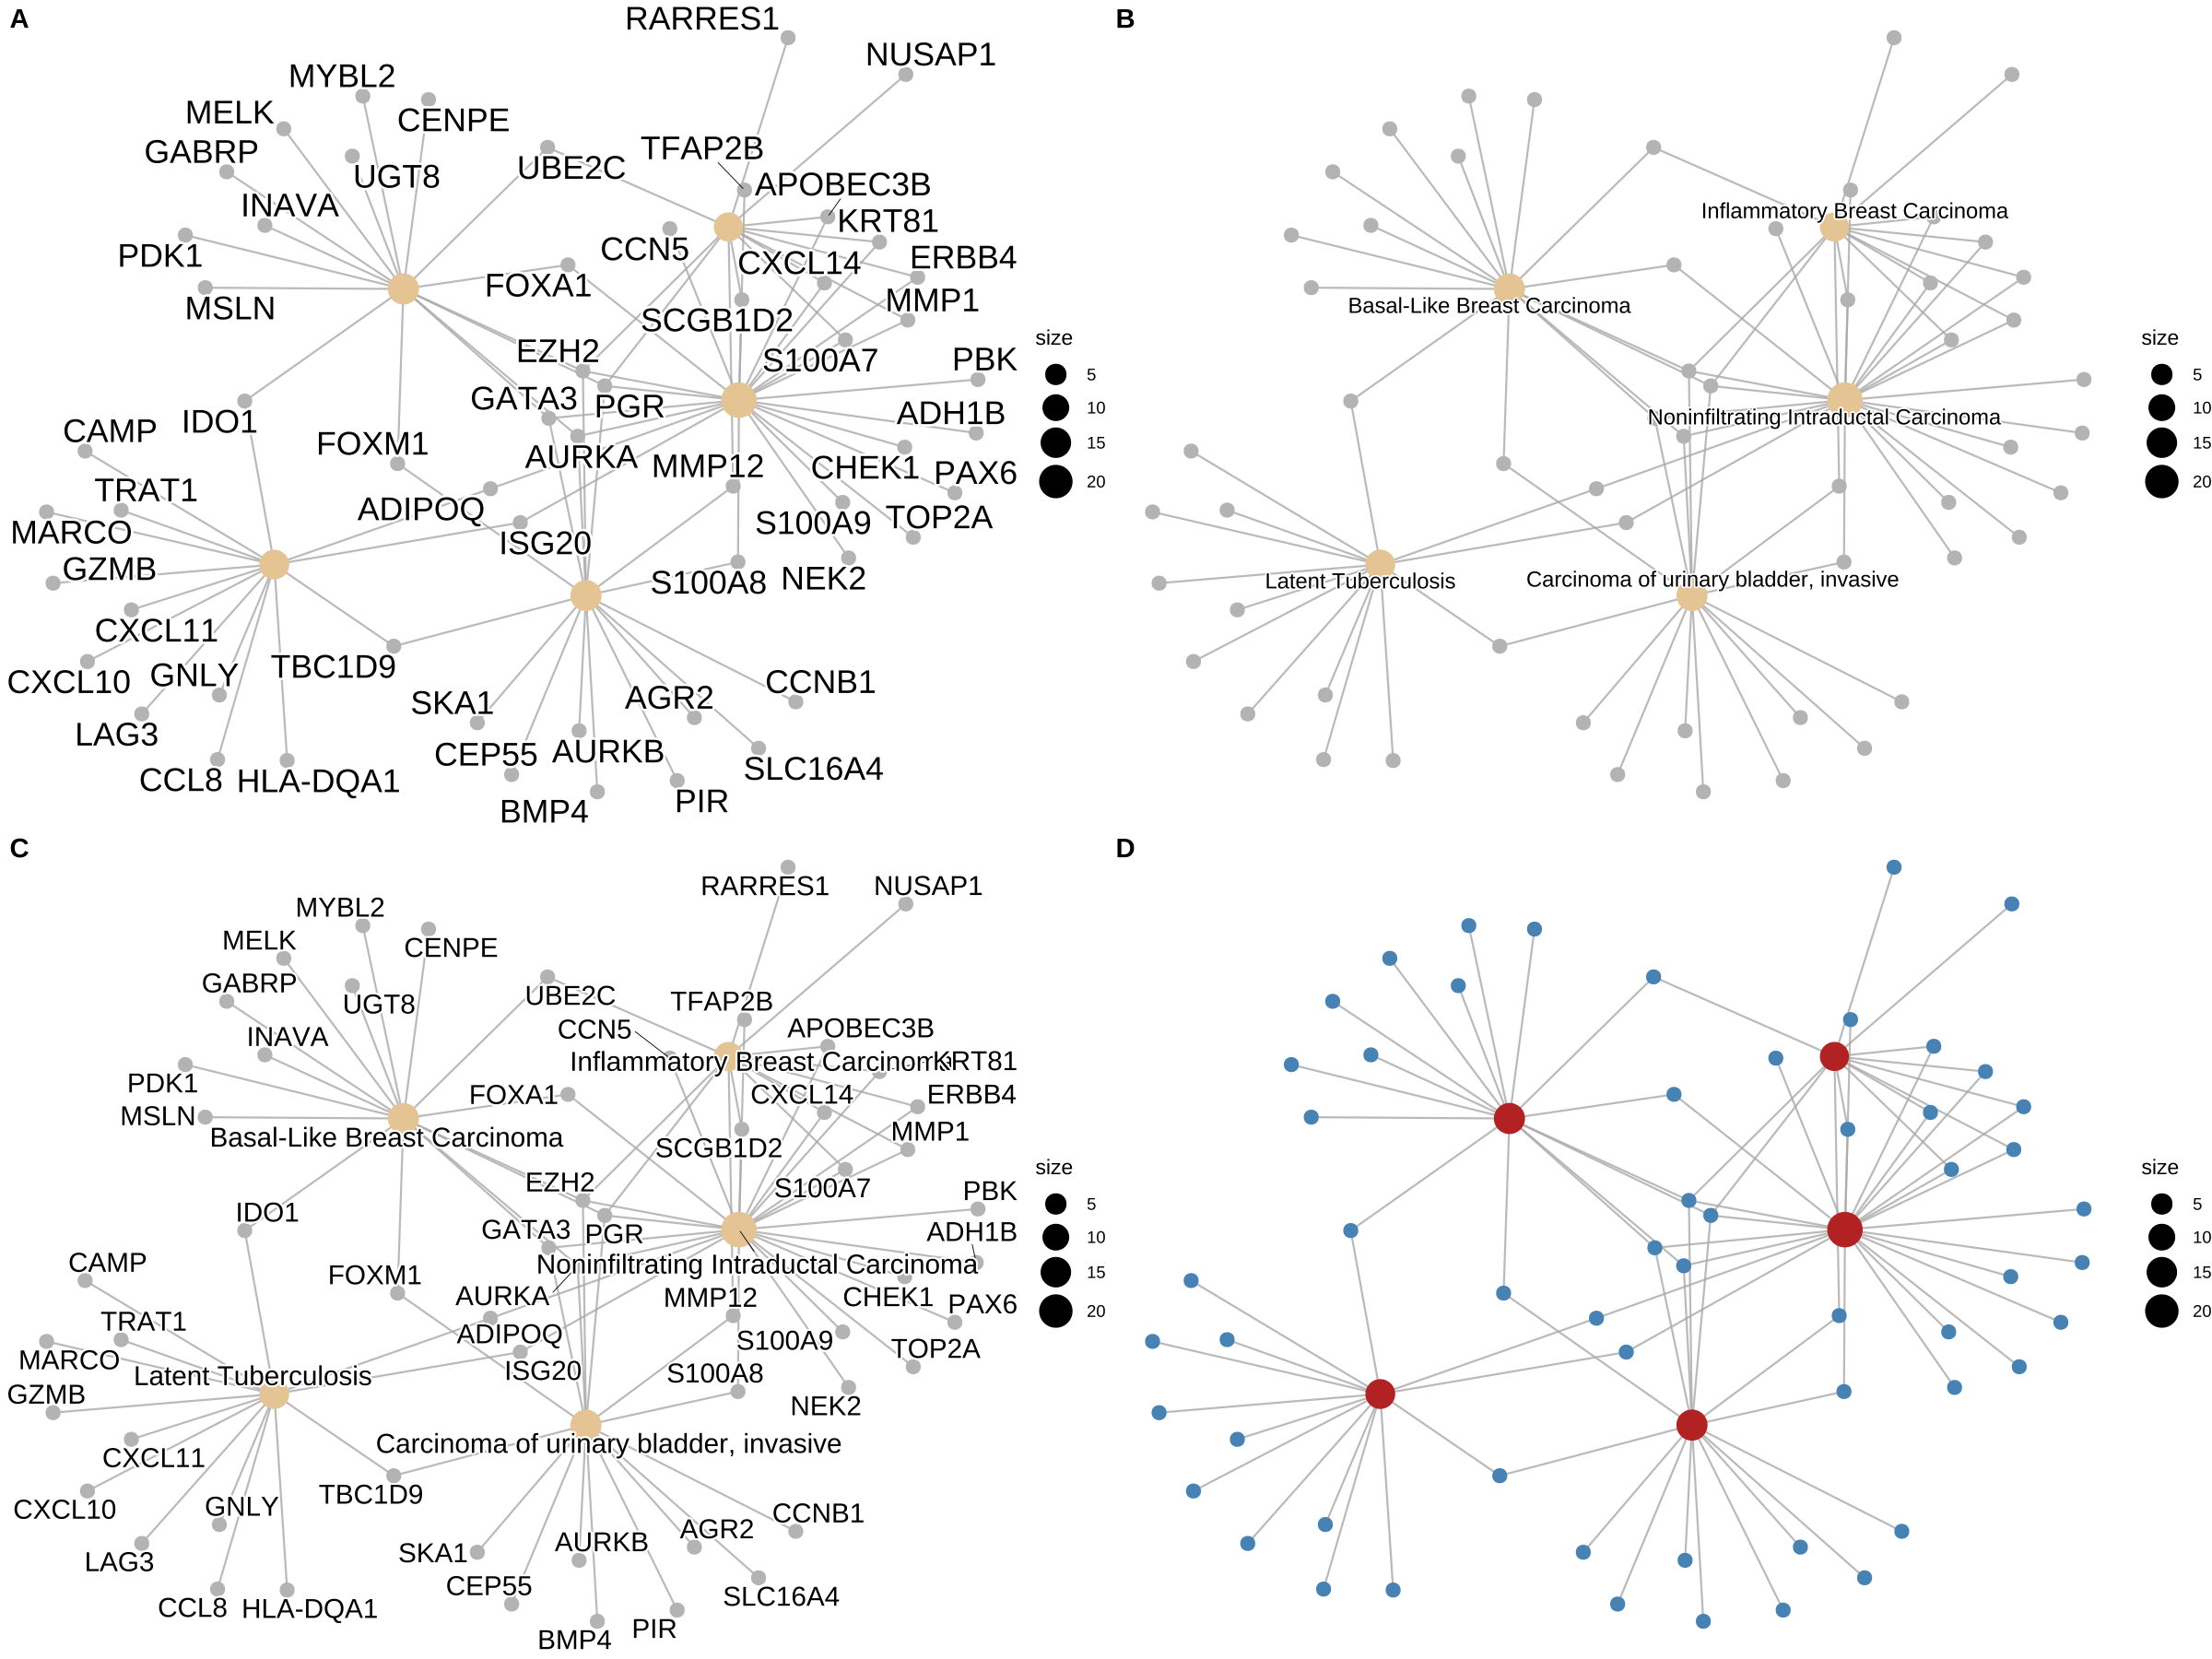 A
RARRES1
NUSAP1
MYBL2
MELK
CENPE
GABRP
UGT8
UBE2C
TFAP2B
APOBEC3B
INAVA
KRT81
PDK1
CCN5
CXCL14
ERBB4
FOXA1
MSLN
SCGB1D2
MMP1
EZH2
S100A7
PBK
GATA3
PGR
ADH1B
IDO1
CAMP
FOXM1
AURKA
MMP12
CHEK1
PAX6
TRAT1
ADIPOQ
S100A9
TOP2A
MARCO
ISG20
GZMB
S100A8
NEK2
CXCL11
TBC1D9
CXCL10
GNLY
CCNB1
SKA1
AGR2
LAG3
CEP55
AURKB
SLC16A4
CCL8
HLA-DQA1
BMP4
PIR
size
5
10
15
20
B
Inflammatory Breast Carcinoma
Basal-Like Breast Carcinoma
Noninfiltrating Intraductal Carcinoma
Latent Tuberculosis
Carcinoma of urinary bladder, invasive
size
5
10
15
20
C
RARRES1
NUSAP1
MYBL2
MELK
CENPE
GABRP
UGT8
UBE2C
TFAP2B
CCN5
APOBEC3B
INAVA
Inflammatory Breast Carcinoma
KRT81
PDK1
FOXA1
CXCL14
ERBB4
MSLN
Basal-Like Breast Carcinoma
SCGB1D2
MMP1
EZH2
S100A7
PBK
IDO1
GATA3
PGR
ADH1B
CAMP
Noninfiltrating Intraductal Carcinoma
FOXM1
AURKA
MMP12
CHEK1
PAX6
TRAT1
ADIPOQ
S100A9
TOP2A
MARCO
Latent Tuberculosis
ISG20
S100A8
GZMB
NEK2
Carcinoma of urinary bladder, invasive
CXCL11
TBC1D9
CXCL10
GNLY
CCNB1
LAG3
SKA1
AURKB
AGR2
CEP55
SLC16A4
CCL8
HLA-DQA1
BMP4
PIR
size
5
10
15
20
D
size
5
10
15
20